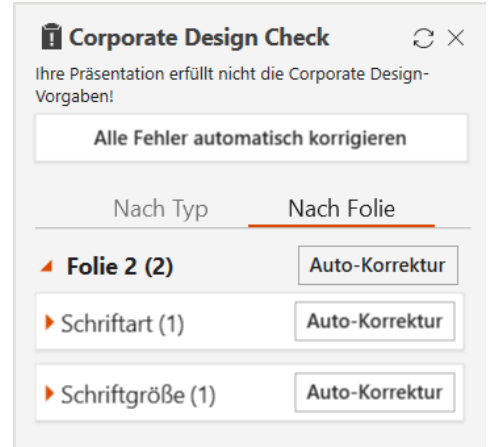 Corporate Design Check
Ihre Präsentation erfüllt nicht die Corporate Design-
Vorgaben!
Alle Fehler automatisch korrigieren
Nach Typ Nach Folie
Folie 2 (2) Auto-Korrektur
Schriftart (1) Auto-Korrektur
Schriftgröße (1) Auto-Korrektur